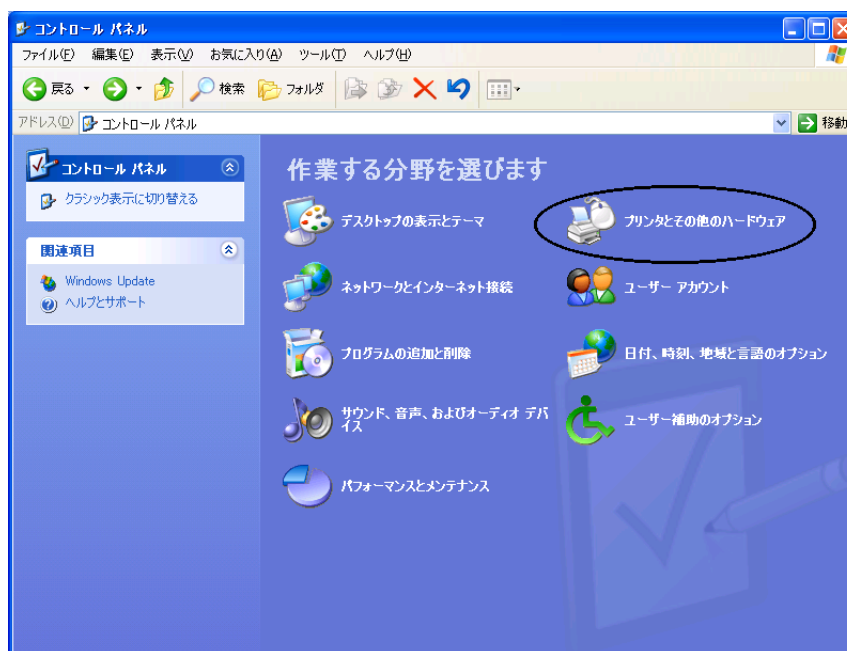 コントロール パネル
ファイル(F) 編集(E) 表示(V) お気に入り(A) ツール(T) ヘルプ(H)
戻る 検索 フォルダ
アドレス(D) コントロール パネル 移動
コントロール パネル
クラシック表示に切り替える
関連項目
Windows Update
ヘルプとサポート
作業する分野を選びます
デスクトップの表示とテーマ
プリンタとその他のハードウェア
ネットワークとインターネット接続
ユーザー アカウント
プログラムの追加と削除
日付、時刻、地域と言語のオプション
サウンド、音声、およびオーディオ デバ
イス
ユーザー補助のオプション
パフォーマンスとメンテナンス